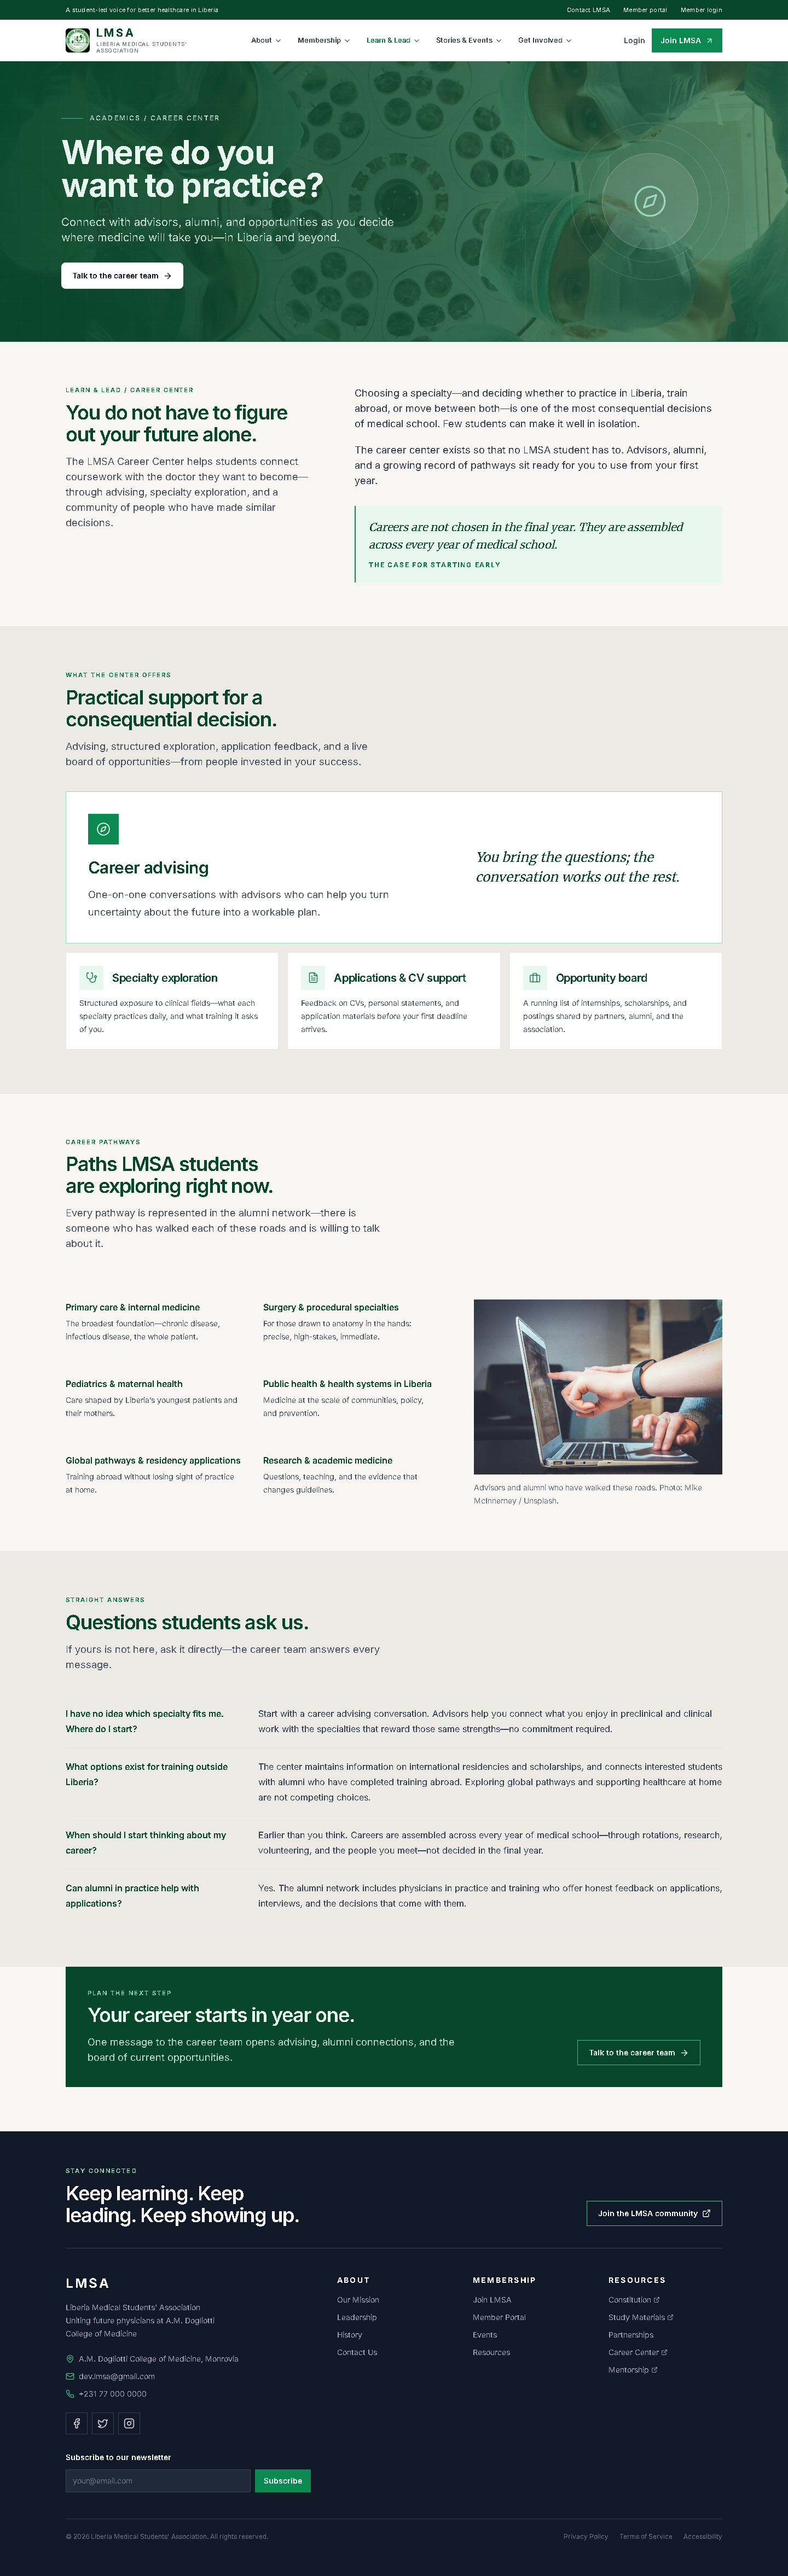 A student-led voice for better healthcare in Liberia
Contact LMSA
Member portal
Member login
LMSA
LIBERIA MEDICAL STUDENTS'
ASSOCIATION
About
Membership
Learn & Lead
Stories & Events
Get Involved
Login
Join LMSA
ACADEMICS / CAREER CENTER
Where do you
want to practice?
Connect with advisors, alumni, and opportunities as you decide
where medicine will take you—in Liberia and beyond.
Talk to the career team
LEARN & LEAD / CAREER CENTER
You do not have to figure
out your future alone.
The LMSA Career Center helps students connect
coursework with the doctor they want to become—
through advising, specialty exploration, and a
community of people who have made similar
decisions.
Choosing a specialty—and deciding whether to practice in Liberia, train
abroad, or move between both—is one of the most consequential decisions
of medical school. Few students can make it well in isolation.
The career center exists so that no LMSA student has to. Advisors, alumni,
and a growing record of pathways sit ready for you to use from your first
year.
Careers are not chosen in the final year. They are assembled
across every year of medical school.
THE CASE FOR STARTING EARLY
WHAT THE CENTER OFFERS
Practical support for a
consequential decision.
Advising, structured exploration, application feedback, and a live
board of opportunities—from people invested in your success.
Career advising
One-on-one conversations with advisors who can help you turn
uncertainty about the future into a workable plan.
You bring the questions; the
conversation works out the rest.
Specialty exploration
Structured exposure to clinical fields—what each
specialty practices daily, and what training it asks
of you.
Applications & CV support
Feedback on CVs, personal statements, and
application materials before your first deadline
arrives.
Opportunity board
A running list of internships, scholarships, and
postings shared by partners, alumni, and the
association.
CAREER PATHWAYS
Paths LMSA students
are exploring right now.
Every pathway is represented in the alumni network—there is
someone who has walked each of these roads and is willing to talk
about it.
Primary care & internal medicine
The broadest foundation—chronic disease,
infectious disease, the whole patient.
Surgery & procedural specialties
For those drawn to anatomy in the hands:
precise, high-stakes, immediate.
Pediatrics & maternal health
Care shaped by Liberia's youngest patients and
their mothers.
Public health & health systems in Liberia
Medicine at the scale of communities, policy,
and prevention.
Global pathways & residency applications
Training abroad without losing sight of practice
at home.
Research & academic medicine
Questions, teaching, and the evidence that
changes guidelines.
Advisors and alumni who have walked these roads. Photo: Mike
McInnerney / Unsplash.
STRAIGHT ANSWERS
Questions students ask us.
If yours is not here, ask it directly—the career team answers every
message.
I have no idea which specialty fits me.
Where do I start?
Start with a career advising conversation. Advisors help you connect what you enjoy in preclinical and clinical
work with the specialties that reward those same strengths—no commitment required.
What options exist for training outside
Liberia?
The center maintains information on international residencies and scholarships, and connects interested students
with alumni who have completed training abroad. Exploring global pathways and supporting healthcare at home
are not competing choices.
When should I start thinking about my
career?
Earlier than you think. Careers are assembled across every year of medical school—through rotations, research,
volunteering, and the people you meet—not decided in the final year.
Can alumni in practice help with
applications?
Yes. The alumni network includes physicians in practice and training who offer honest feedback on applications,
interviews, and the decisions that come with them.
PLAN THE NEXT STEP
Your career starts in year one.
One message to the career team opens advising, alumni connections, and the
board of current opportunities.
Talk to the career team
STAY CONNECTED
Keep learning. Keep
leading. Keep showing up.
Join the LMSA community
LMSA
Liberia Medical Students' Association
Uniting future physicians at A.M. Dogliotti
College of Medicine
A.M. Dogliotti College of Medicine, Monrovia
dev.lmsa@gmail.com
+231 77 000 0000
Subscribe to our newsletter
your@email.com
Subscribe
ABOUT
Our Mission
Leadership
History
Contact Us
MEMBERSHIP
Join LMSA
Member Portal
Events
Resources
RESOURCES
Constitution
Study Materials
Partnerships
Career Center
Mentorship
© 2026 Liberia Medical Students' Association. All rights reserved.
Privacy Policy
Terms of Service
Accessibility